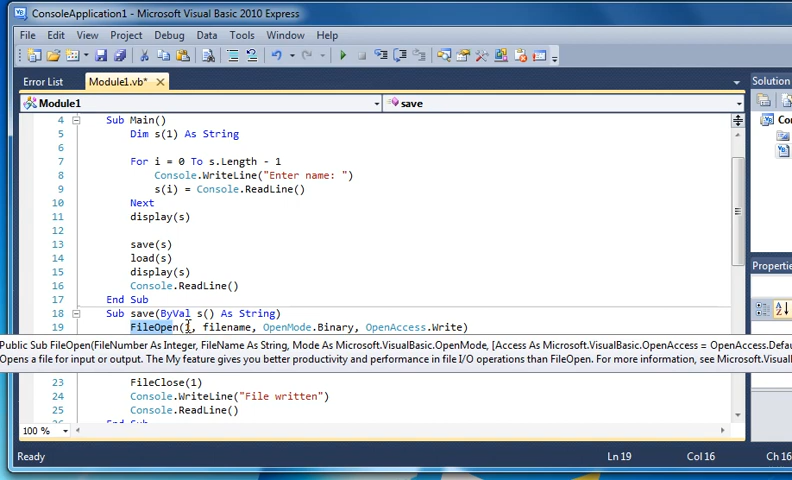 ConsoleApplication1 - Microsoft Visual Basic 2010 Express
File Edit View Project Debug Data Tools Window Help
Error List Module1.vb* Solution
Module1 save
4 Sub Main()
5 Dim s(1) As String
6
7 For i = 0 To s.Length - 1
8 Console.WriteLine("Enter name: ")
9 s(i) = Console.ReadLine()
10 Next
11 display(s)
12
13 save(s)
14 load(s)
15 display(s)
16 Console.ReadLine()
17 End Sub
18 Sub save(ByVal s() As String)
19 FileOpen(1, filename, OpenMode.Binary, OpenAccess.Write)
Public Sub FileOpen(FileNumber As Integer, FileName As String, Mode As Microsoft.VisualBasic.OpenMode, [Access As Microsoft.VisualBasic.OpenAccess = OpenAccess.Defau
Opens a file for input or output. The My feature gives you better productivity and performance in file I/O operations than FileOpen. For more information, see Microsoft.Visual
23 FileClose(1)
24 Console.WriteLine("File written")
25 Console.ReadLine()
26 End Sub
100 %
Properties
Ready Ln 19 Col 16 Ch 16